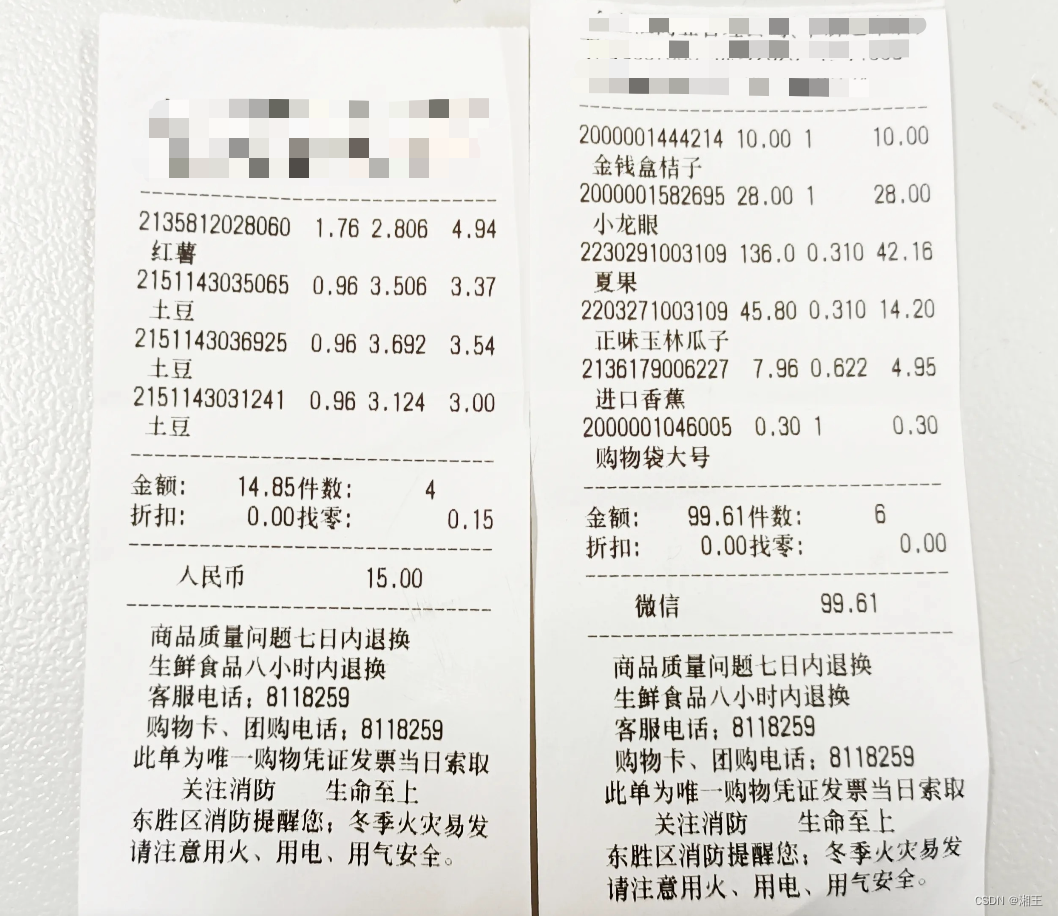 2135812028060 1.76 2.806 4.94
红薯
2151143035065 0.96 3.506 3.37
土豆
2151143036925 0.96 3.692 3.54
土豆
2151143031241 0.96 3.124 3.00
土豆
金额: 14.85件数: 4
折扣: 0.00找零: 0.15
人民币 15.00
商品质量问题七日内退换
生鲜食品八小时内退换
客服电话；8118259
购物卡、团购电话；8118259
此单为唯一购物凭证发票当日索取
关注消防 生命至上
东胜区消防提醒您；冬季火灾易发
请注意用火、用电、用气安全。
2000001444214 10.00 1 10.00
金钱盒桔子
2000001582695 28.00 1 28.00
小龙眼
2230291003109 136.0 0.310 42.16
夏果
2203271003109 45.80 0.310 14.20
正味玉林瓜子
2136179006227 7.96 0.622 4.95
进口香蕉
2000001046005 0.30 1 0.30
购物袋大号
金额: 99.61件数: 6
折扣: 0.00找零: 0.00
微信 99.61
商品质量问题七日内退换
生鲜食品八小时内退换
客服电话；8118259
购物卡、团购电话；8118259
此单为唯一购物凭证发票当日索取
关注消防 生命至上
东胜区消防提醒您；冬季火灾易发
请注意用火、用电、用气安全。
CSDN @湘王